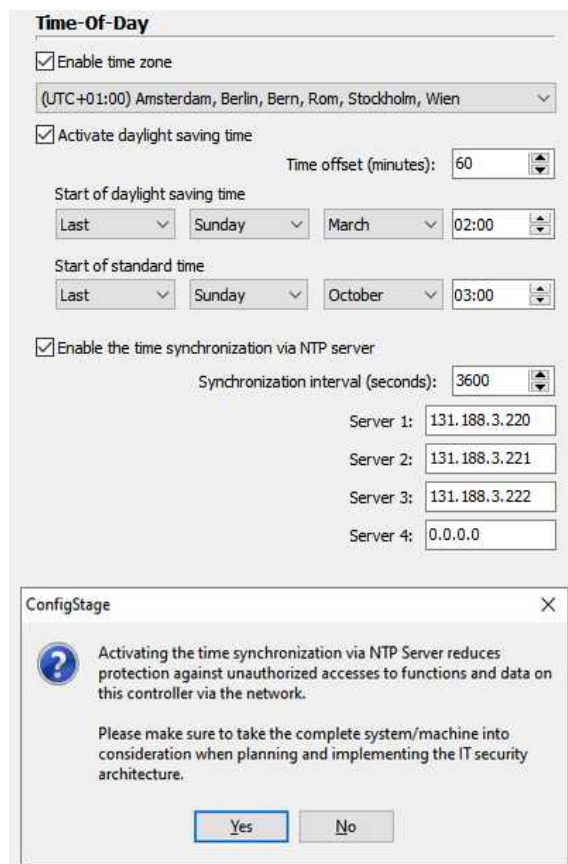 Time-Of-Day
Enable time zone
(UTC+01:00) Amsterdam, Berlin, Bern, Rom, Stockholm, Wien
Activate daylight saving time
Time offset (minutes): 60
Start of daylight saving time
Last Sunday March 02:00
Start of standard time
Last Sunday October 03:00
Enable the time synchronization via NTP server
Synchronization interval (seconds): 3600
Server 1: 131.188.3.220
Server 2: 131.188.3.221
Server 3: 131.188.3.222
Server 4: 0.0.0.0
ConfigStage
Activating the time synchronization via NTP Server reduces
protection against unauthorized accesses to functions and data on
this controller via the network.
Please make sure to take the complete system/machine into
consideration when planning and implementing the IT security
architecture.
Yes No